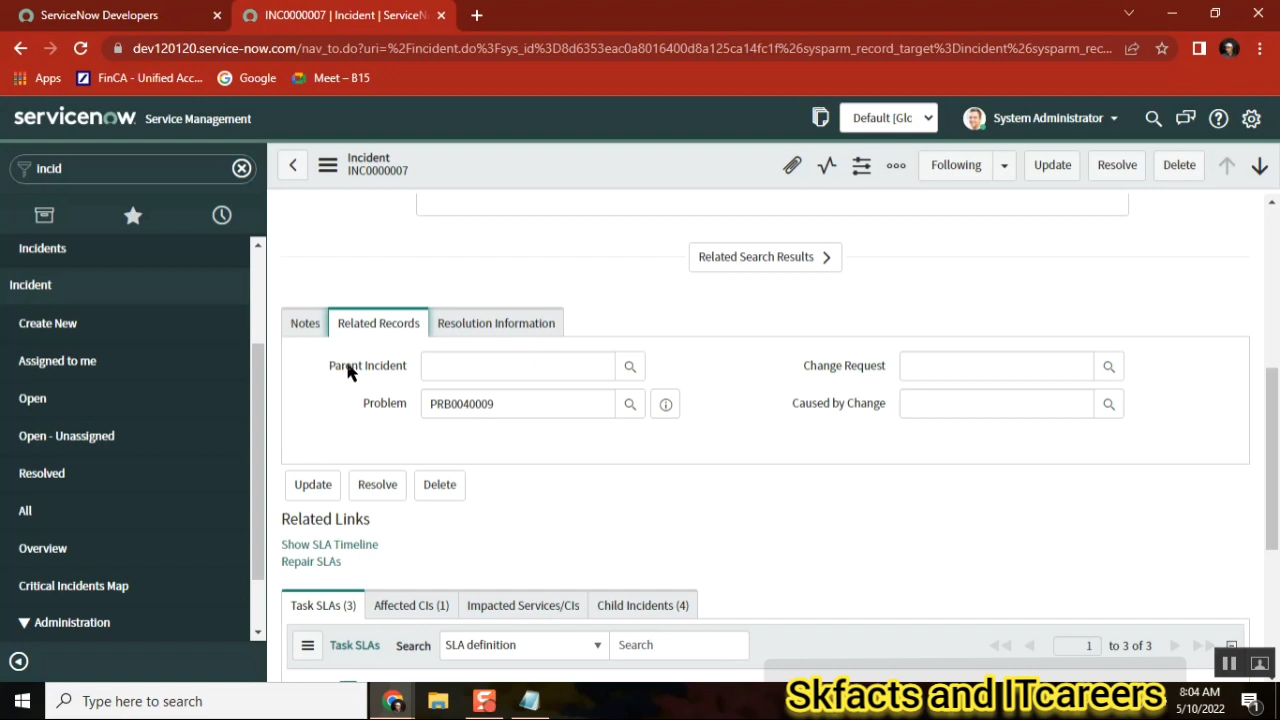 ServiceNow Developers
INC0000007 | Incident | ServiceN
dev120120.service-now.com/nav_to.do?uri=%2Fincident.do%3Fsys_id%3D8d6353eac0a8016400d8a125ca14fc1f%26sysparm_record_target%3Dincident%26sysparm_rec...
Apps
FinCA - Unified Acc...
Google
Meet – B15
servicenow
Service Management
Default [Glc
System Administrator
incid
Incident
INC0000007
Following
Update
Resolve
Delete
Incidents
Incident
Create New
Assigned to me
Open
Open - Unassigned
Resolved
All
Overview
Critical Incidents Map
Administration
Related Search Results
Notes
Related Records
Resolution Information
Parent Incident
Change Request
Problem
PRB0040009
Caused by Change
Update
Resolve
Delete
Related Links
Show SLA Timeline
Repair SLAs
Task SLAs (3)
Affected CIs (1)
Impacted Services/CIs
Child Incidents (4)
Task SLAs
Search
SLA definition
Search
1
to 3 of 3
Type here to search
Skfacts and ITcareers
8:04 AM
5/10/2022
1